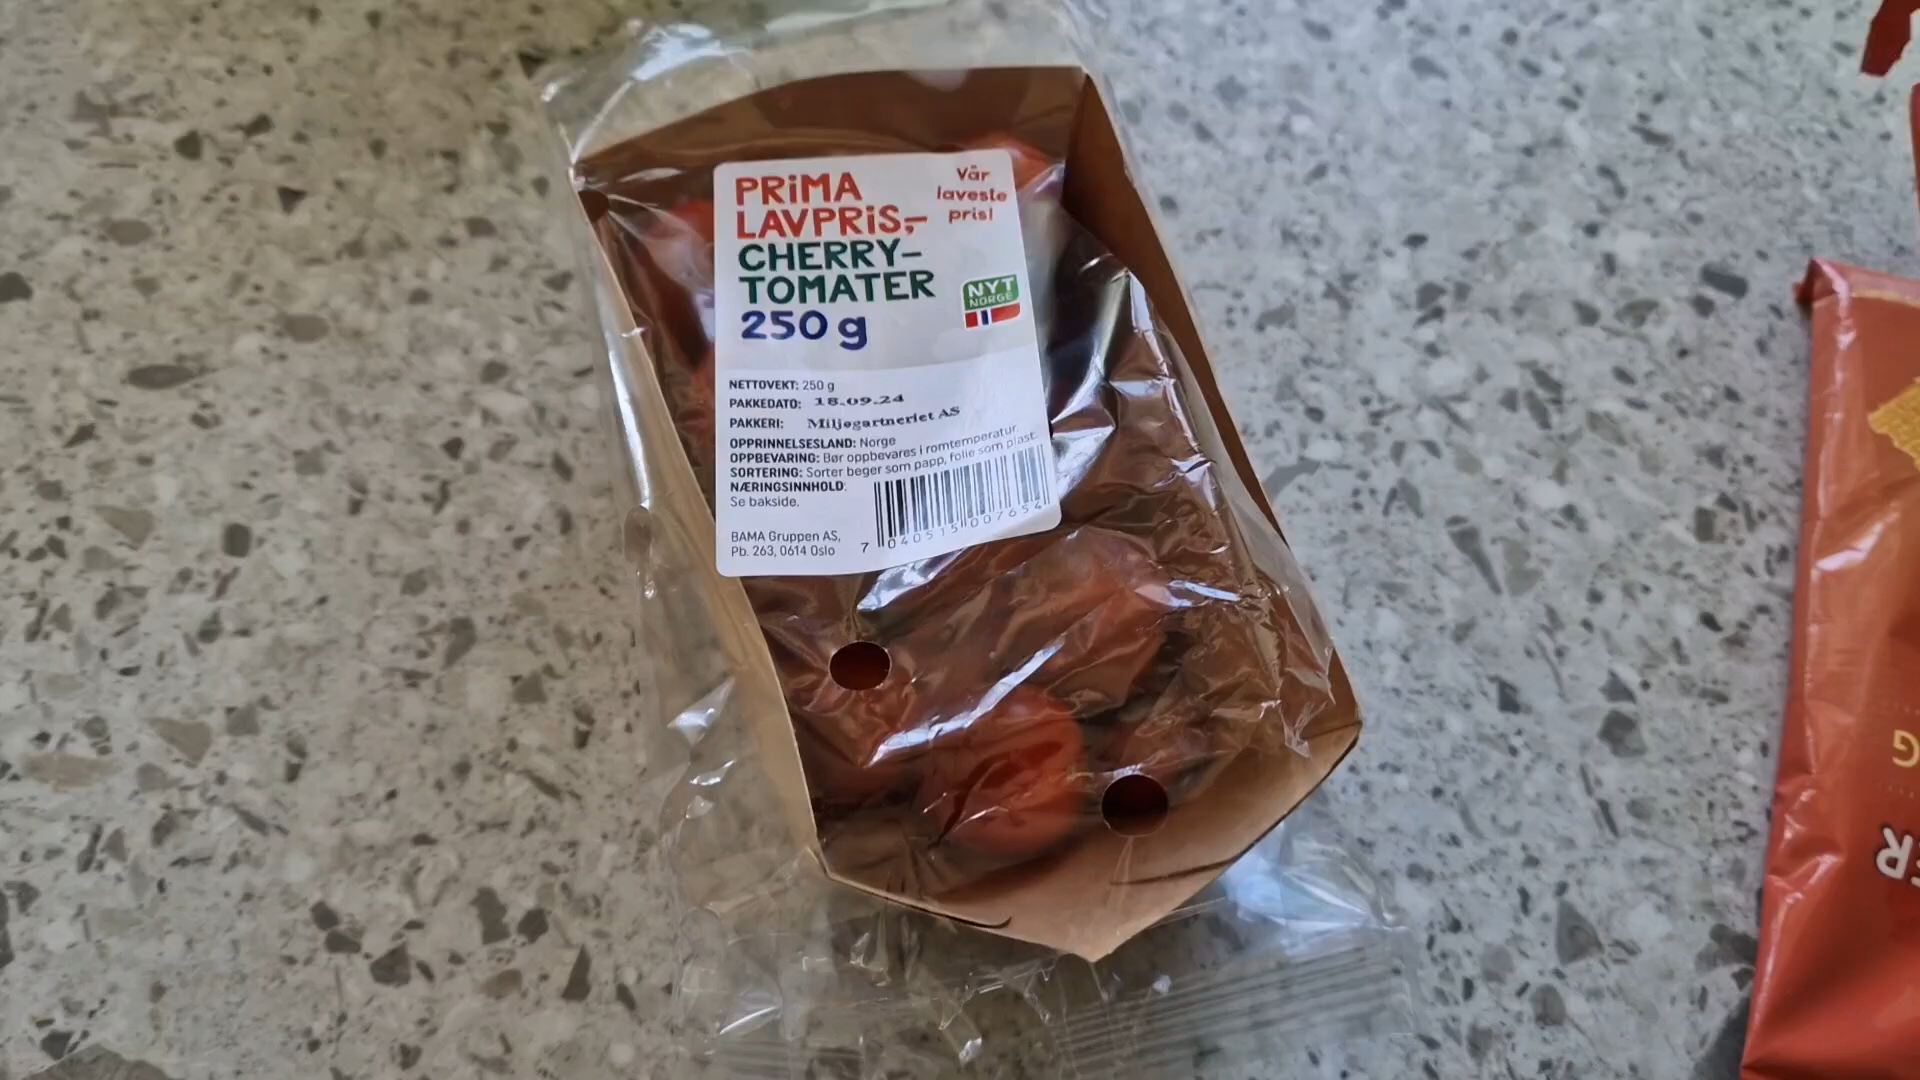 PRiMA
LAVPRiS,-
CHERRY-
TOMATER
250 g
Vår
laveste
pris!
NYT
NORGE
NETTOVEKT: 250 g
PAKKEDATO: 18.09.24
PAKKERI: Miljøgartneriet AS
OPPRINNELSESLAND: Norge
OPPBEVARING: Bør oppbevares i romtemperatur.
SORTERING: Sorter beger som papp, folie som plast.
NÆRINGSINNHOLD:
Se bakside.
BAMA Gruppen AS,
Pb. 263, 0614 Oslo
7 040515 007654
G
ER